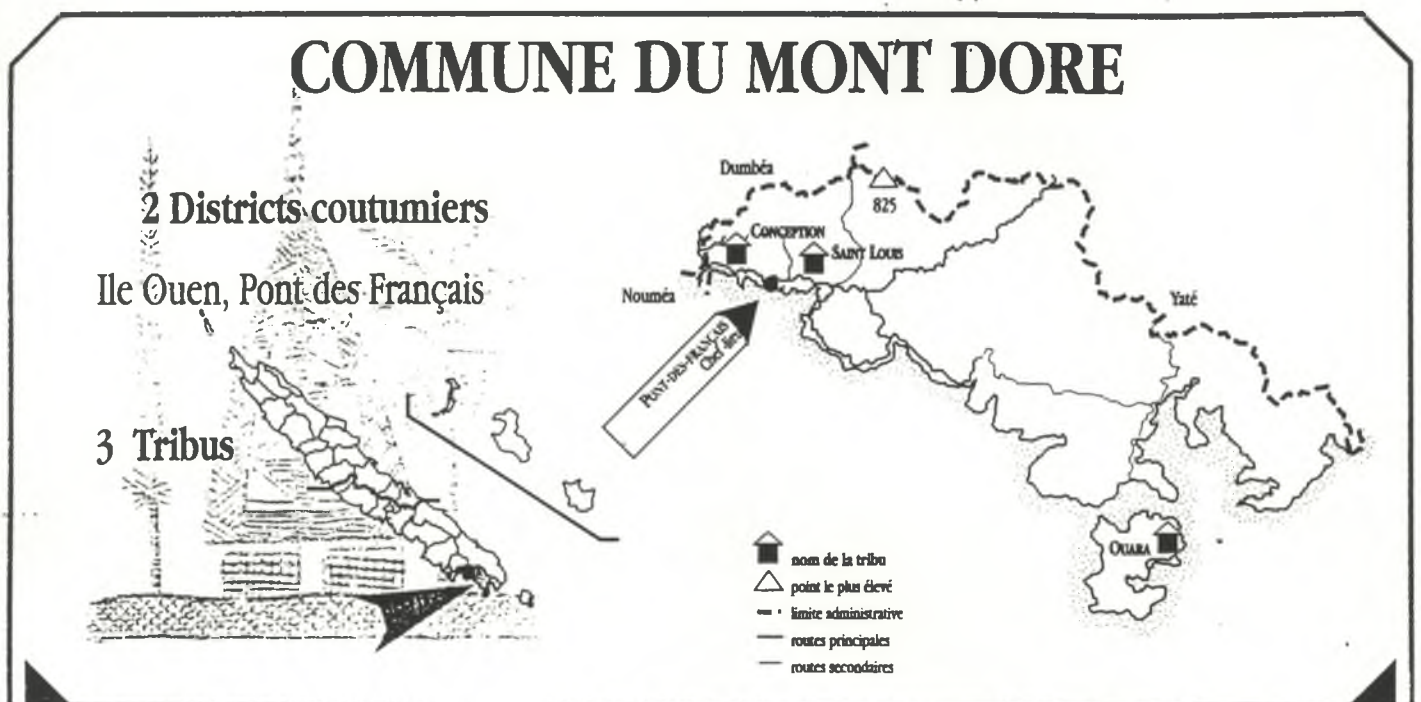 COMMUNE DU MONT DORE
2 Districts coutumiers
Ile Ouen, Pont des Français
3 Tribus
Dumbéa
825
CONCEPTION
SAINT LOUIS
Nouméa
Yaté
PONT-DES-FRANÇAIS
Chef-lieu
OUARA
nom de la tribu
point le plus élevé
limite administrative
routes principales
routes secondaires